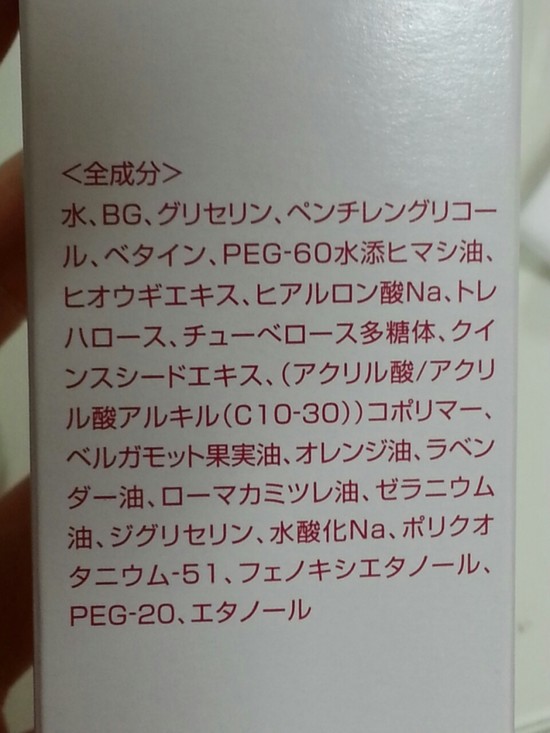 ＜全成分＞
水、BG、グリセリン、ペンチレングリコー
ル、ベタイン、PEG-60水添ヒマシ油、
ヒオウギエキス、ヒアルロン酸Na、トレ
ハロース、チューベロース多糖体、クイ
ンスシードエキス、(アクリル酸/アクリ
ル酸アルキル(C10-30))コポリマー、
ベルガモット果実油、オレンジ油、ラベン
ダー油、ローマカミツレ油、ゼラニウム
油、ジグリセリン、水酸化Na、ポリクオ
タニウム-51、フェノキシエタノール、
PEG-20、エタノール